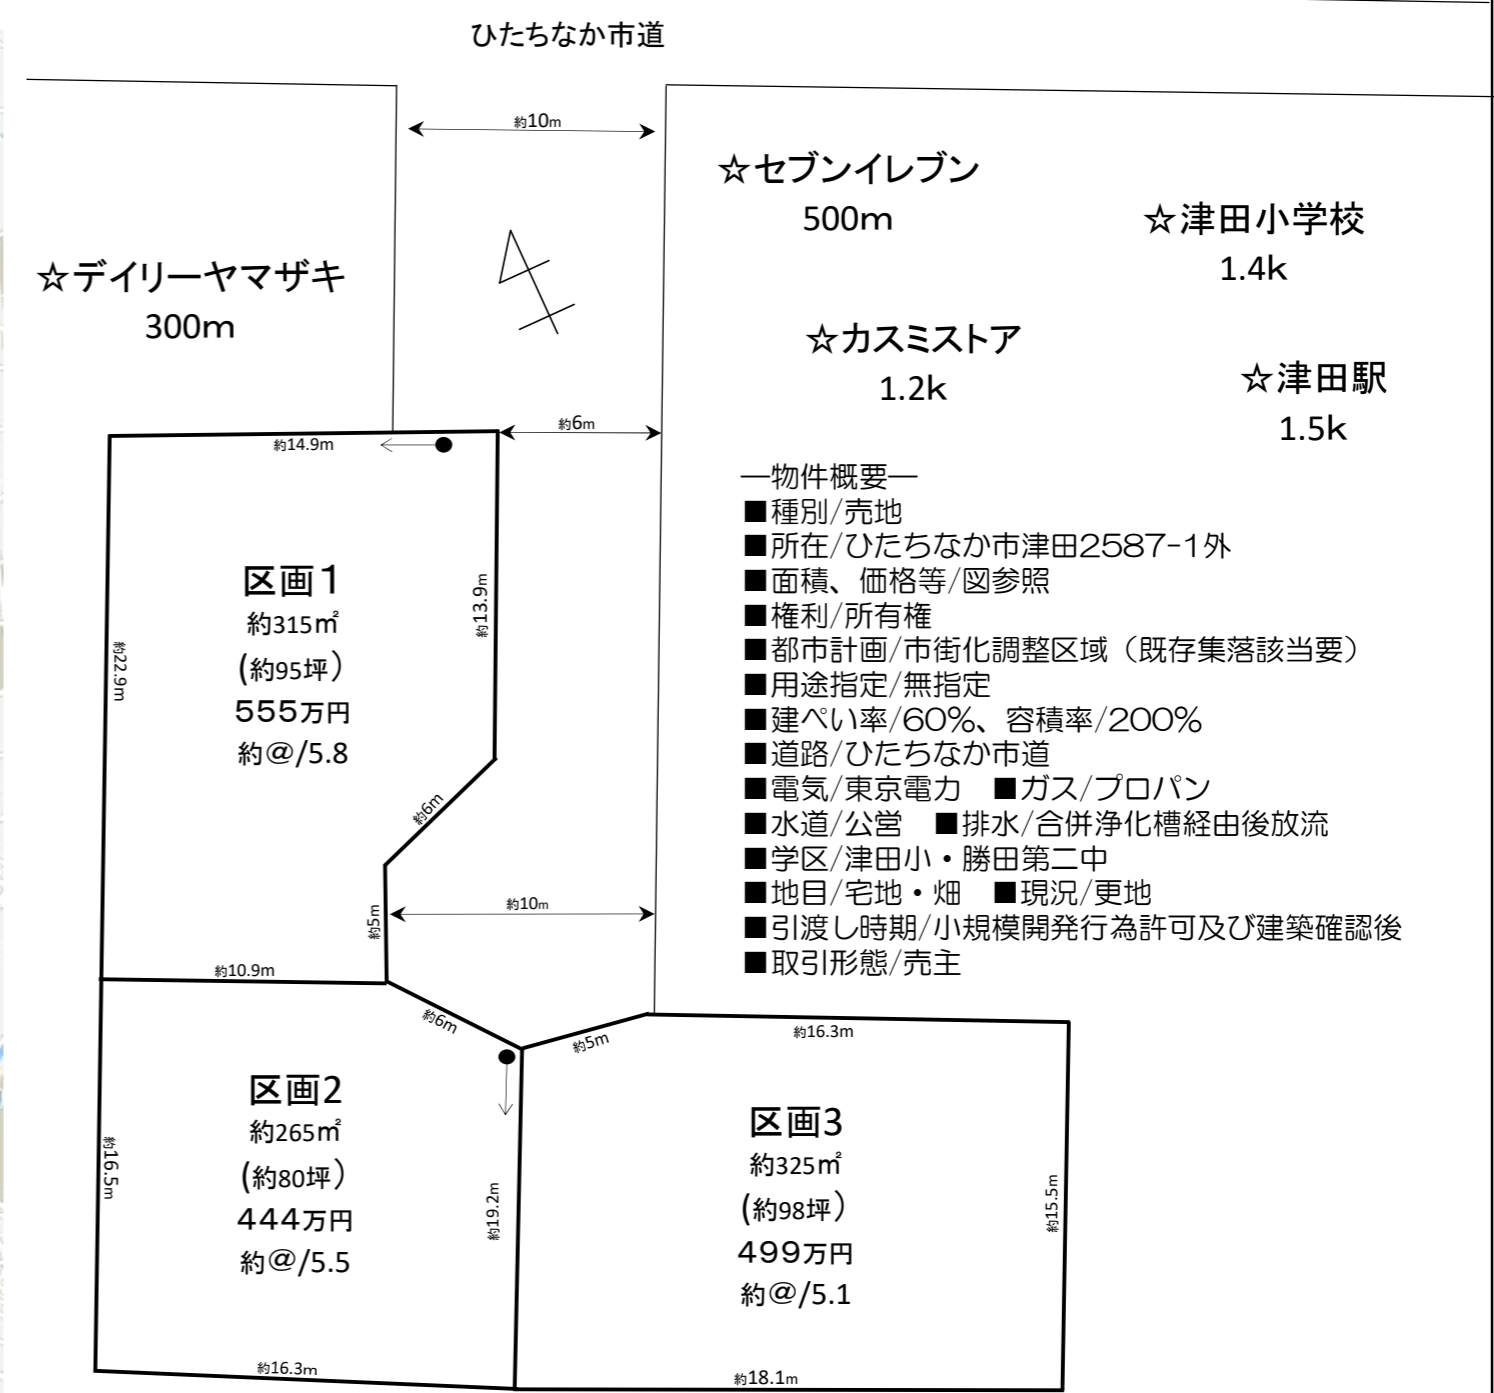 ひたちなか市道
約10m
☆セブンイレブン
500m
☆津田小学校
1.4k
☆デイリーヤマザキ
300m
☆カスミストア
1.2k
☆津田駅
1.5k
約6m
約14.9m
区画1
約315㎡
(約95坪)
555万円
約@/5.8
約22.9m
約13.9m
約6m
約5m
約10m
約10.9m
―物件概要―
■種別/売地
■所在/ひたちなか市津田2587-1外
■面積、価格等/図参照
■権利/所有権
■都市計画/市街化調整区域（既存集落該当要）
■用途指定/無指定
■建ぺい率/60%、容積率/200%
■道路/ひたちなか市道
■電気/東京電力　■ガス/プロパン
■水道/公営　■排水/合併浄化槽経由後放流
■学区/津田小・勝田第二中
■地目/宅地・畑　■現況/更地
■引渡し時期/小規模開発行為許可及び建築確認後
■取引形態/売主
約6m
約5m
約16.3m
区画2
約265㎡
(約80坪)
444万円
約@/5.5
約16.5m
約19.2m
約16.3m
区画3
約325㎡
(約98坪)
499万円
約@/5.1
約15.5m
約18.1m